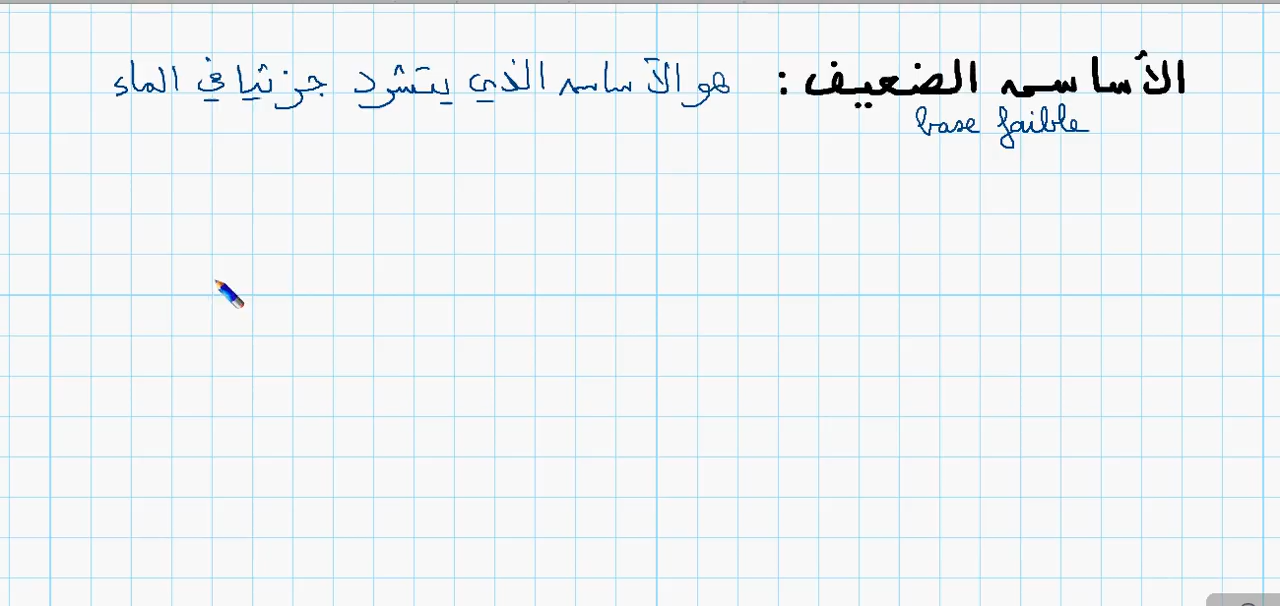 الأساس الضعيف : هو الأساس الذي يتشرد جزئيا في الماء
base faible